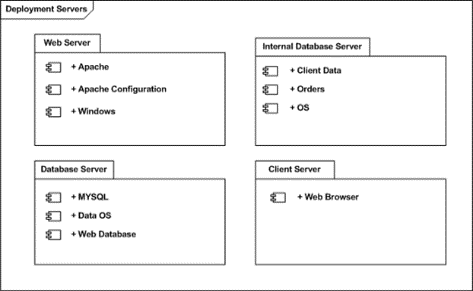 Deployment Servers
Web Server
+ Apache
+ Apache Configuration
+ Windows
Internal Database Server
+ Client Data
+ Orders
+ OS
Database Server
+ MYSQL
+ Data OS
+ Web Database
Client Server
+ Web Browser